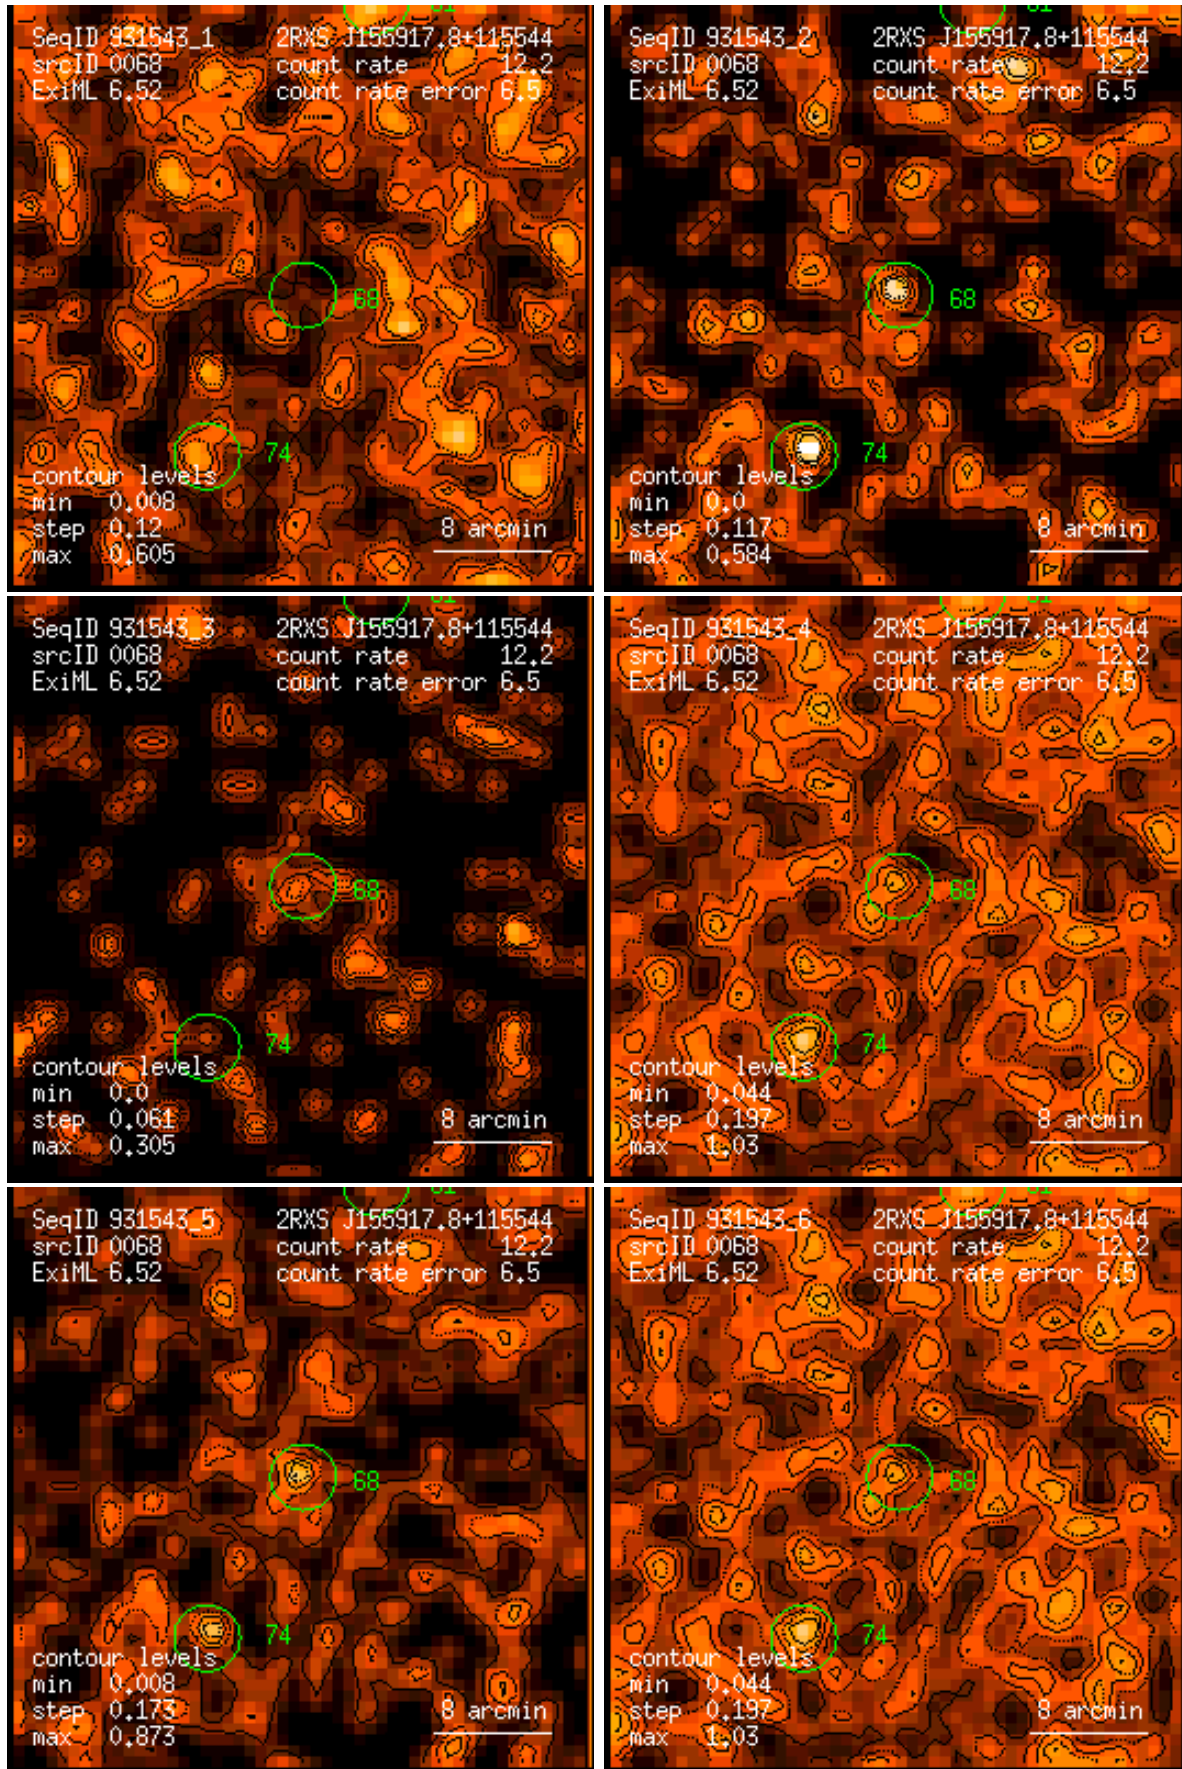 81
SeqID 931543_1 2RXS J155917.8+115544
srcID 0068 count rate 12.2
ExiML 6.52 count rate error 6.5
68
74
contour levels
min 0.008
step 0.12 8 arcmin
max 0.605
81
SeqID 931543_2 2RXS J155917.8+115544
srcID 0068 count rate 12.2
ExiML 6.52 count rate error 6.5
68
74
contour levels
min 0.0
step 0.117 8 arcmin
max 0.584
81
SeqID 931543_3 2RXS J155917.8+115544
srcID 0068 count rate 12.2
ExiML 6.52 count rate error 6.5
68
74
contour levels
min 0.0
step 0.061 8 arcmin
max 0.305
81
SeqID 931543_4 2RXS J155917.8+115544
srcID 0068 count rate 12.2
ExiML 6.52 count rate error 6.5
68
74
contour levels
min 0.044
step 0.197 8 arcmin
max 1.03
81
SeqID 931543_5 2RXS J155917.8+115544
srcID 0068 count rate 12.2
ExiML 6.52 count rate error 6.5
68
74
contour levels
min 0.008
step 0.173 8 arcmin
max 0.873
81
SeqID 931543_6 2RXS J155917.8+115544
srcID 0068 count rate 12.2
ExiML 6.52 count rate error 6.5
68
74
contour levels
min 0.044
step 0.197 8 arcmin
max 1.03